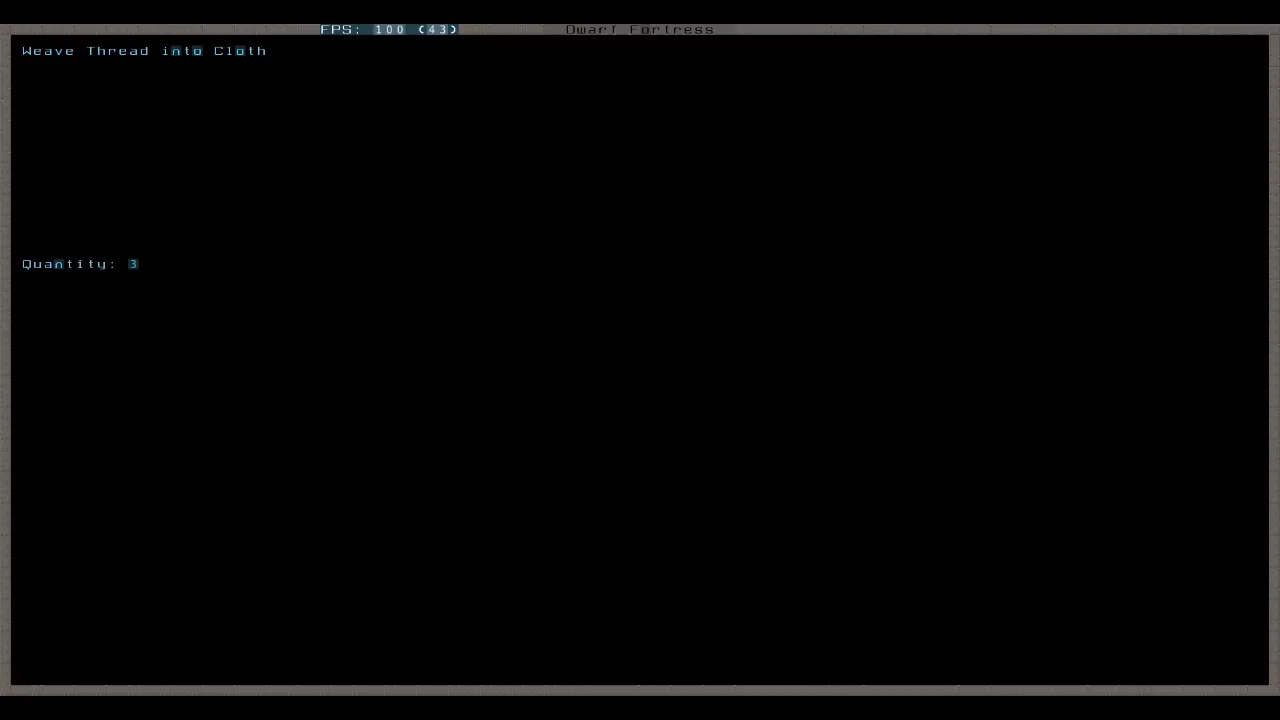 FPS: 100 (43) Dwarf Fortress
Weave Thread into Cloth
Quantity: 3